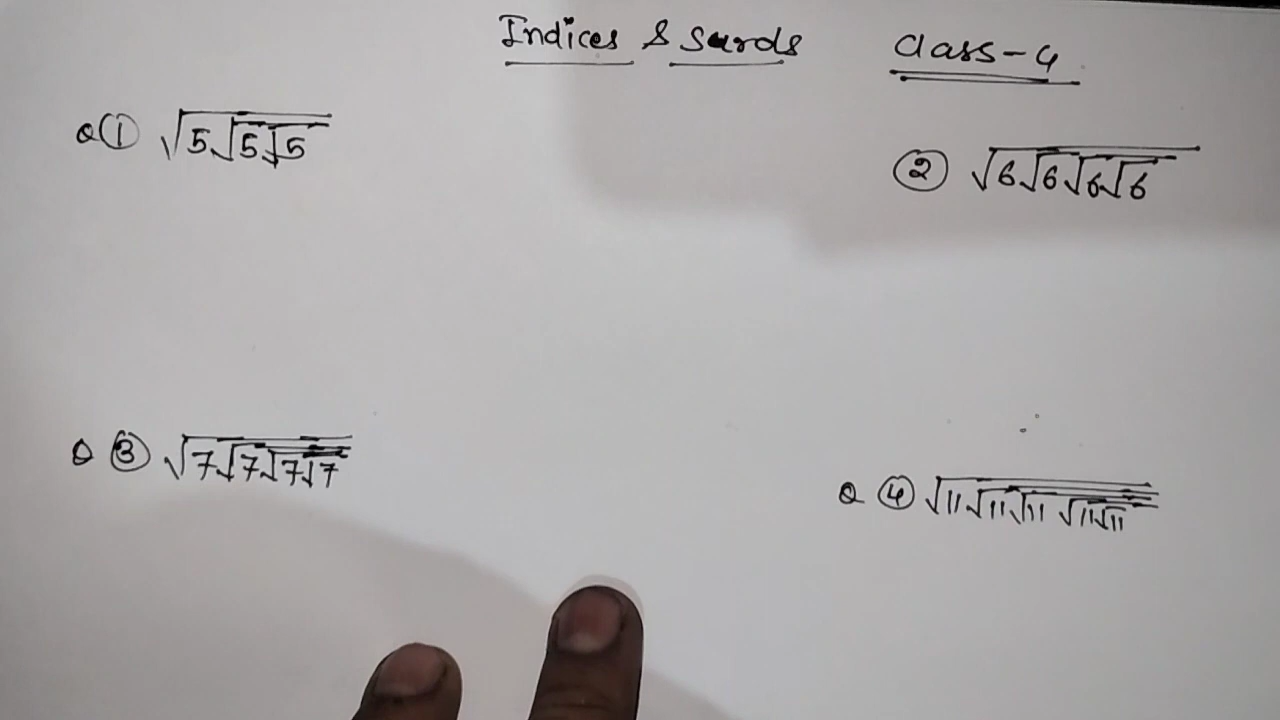 Indices & Surds Class-4
Q ① √5√5√5
② √6√6√6√6
Q ③ √7√7√7√7
Q ④ √11√11√11√11√11